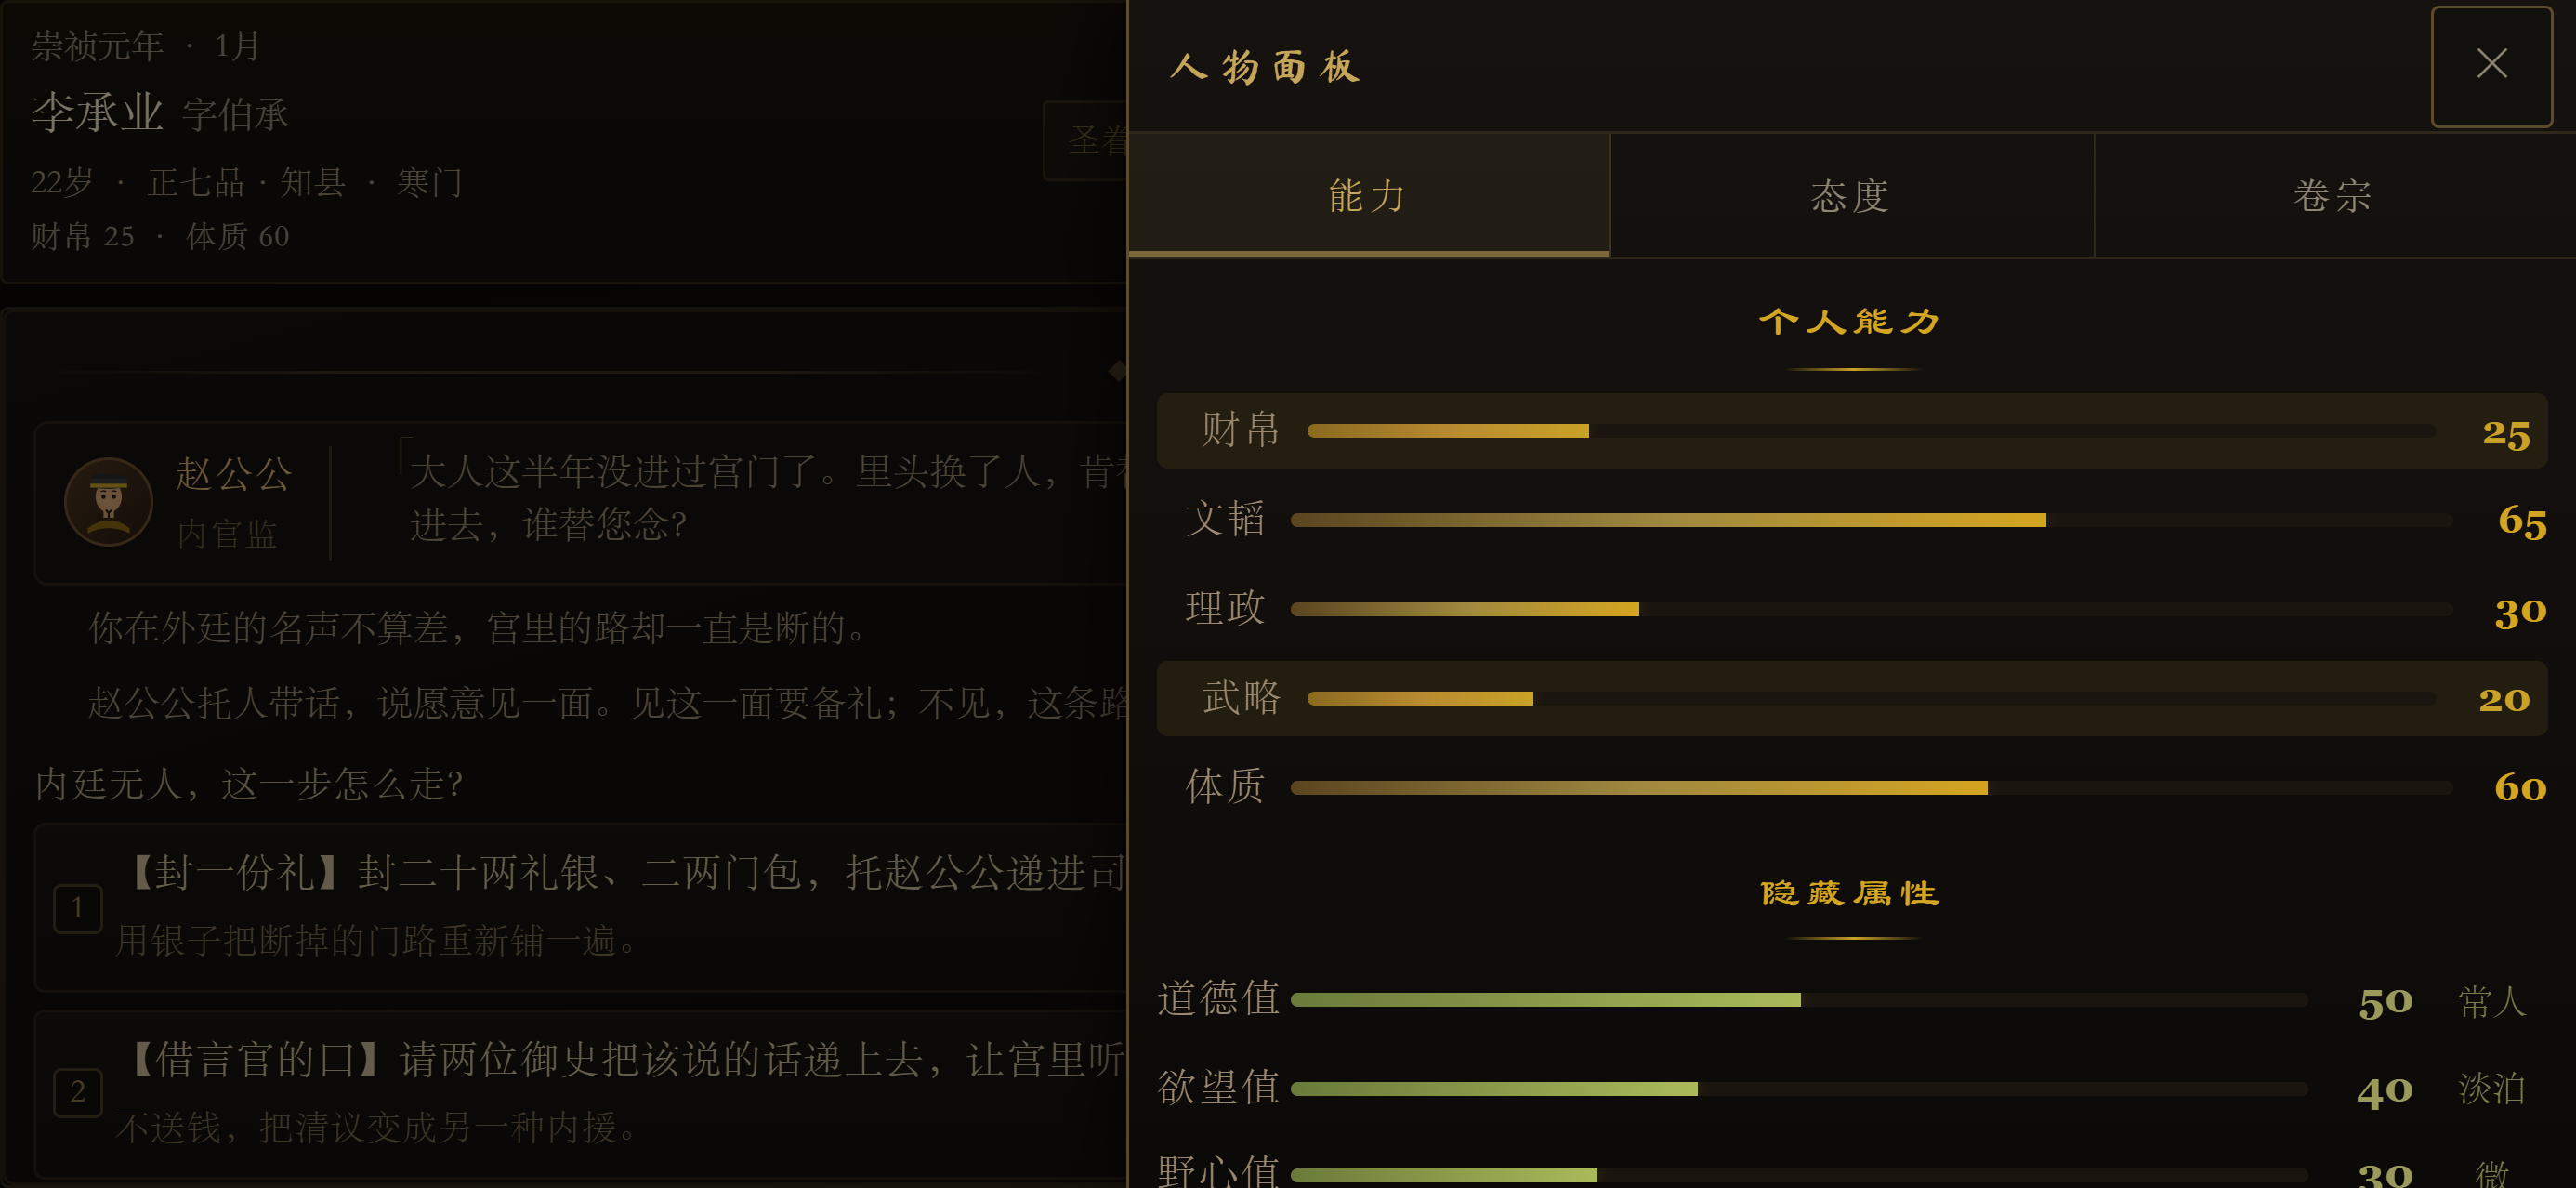 崇祯元年 · 1月
李承业 字伯承
22岁 · 正七品 · 知县 · 寒门
财帛 25 · 体质 60
圣眷
赵公公
内官监
「大人这半年没进过宫门了。里头换了人，肯
进去，谁替您念？
你在外廷的名声不算差，宫里的路却一直是断的。
赵公公托人带话，说愿意见一面。见这一面要备礼；不见，这条路
内廷无人，这一步怎么走？
1
【封一份礼】封二十两礼银、二两门包，托赵公公递进司
用银子把断掉的门路重新铺一遍。
2
【借言官的口】请两位御史把该说的话递上去，让宫里听
不送钱，把清议变成另一种内援。
人物面板
×
能力 态度 卷宗
个人能力
财帛 25
文韬 65
理政 30
武略 20
体质 60
隐藏属性
道德值 50 常人
欲望值 40 淡泊
野心值 30 微